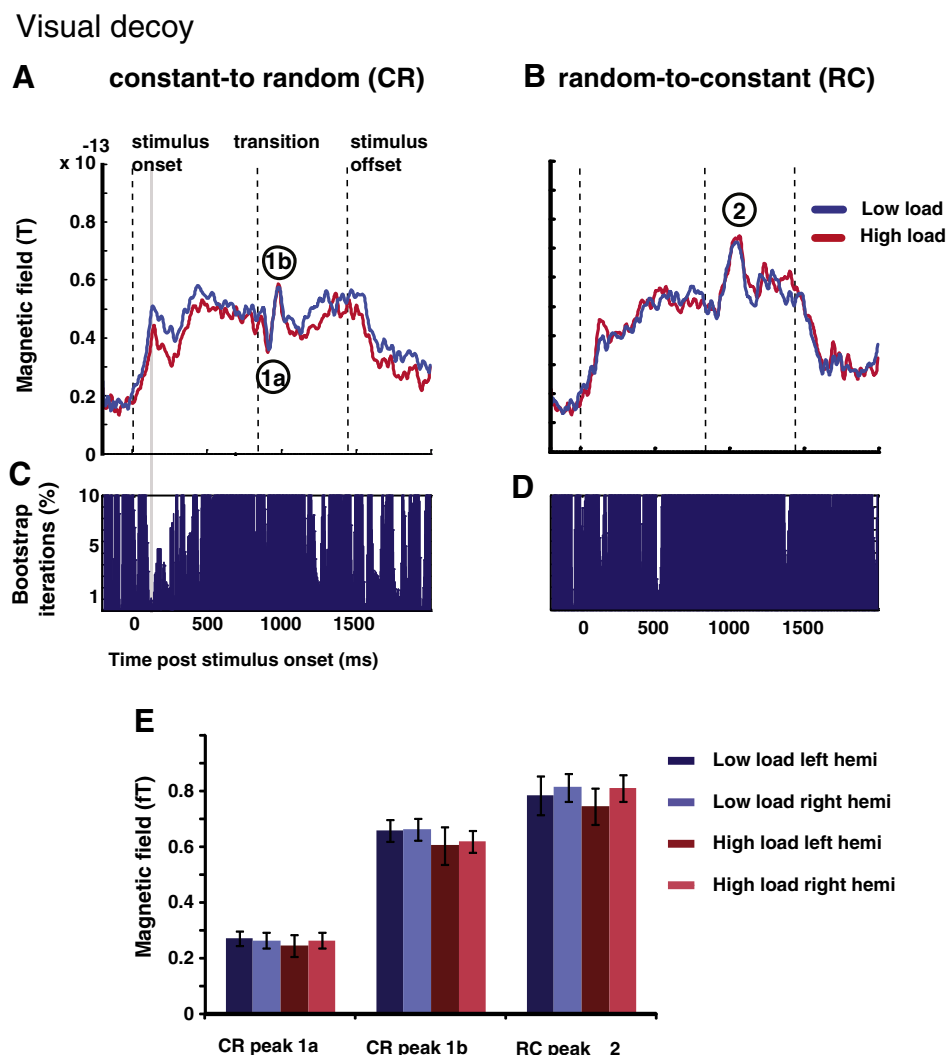 Visual decoy
A constant-to random (CR)
B random-to-constant (RC)
-13
x 10
stimulus onset
transition
stimulus offset
0.8
0.6
0.4
0.2
0
Magnetic field (T)
1b
1a
2
Low load
High load
C
10
5
1
Bootstrap iterations (%)
0 500 1000 1500
Time post stimulus onset (ms)
D
0 500 1000 1500
E
Magnetic field (fT)
0.8
0.6
0.4
0.2
0
CR peak 1a
CR peak 1b
RC peak 2
Low load left hemi
Low load right hemi
High load left hemi
High load right hemi